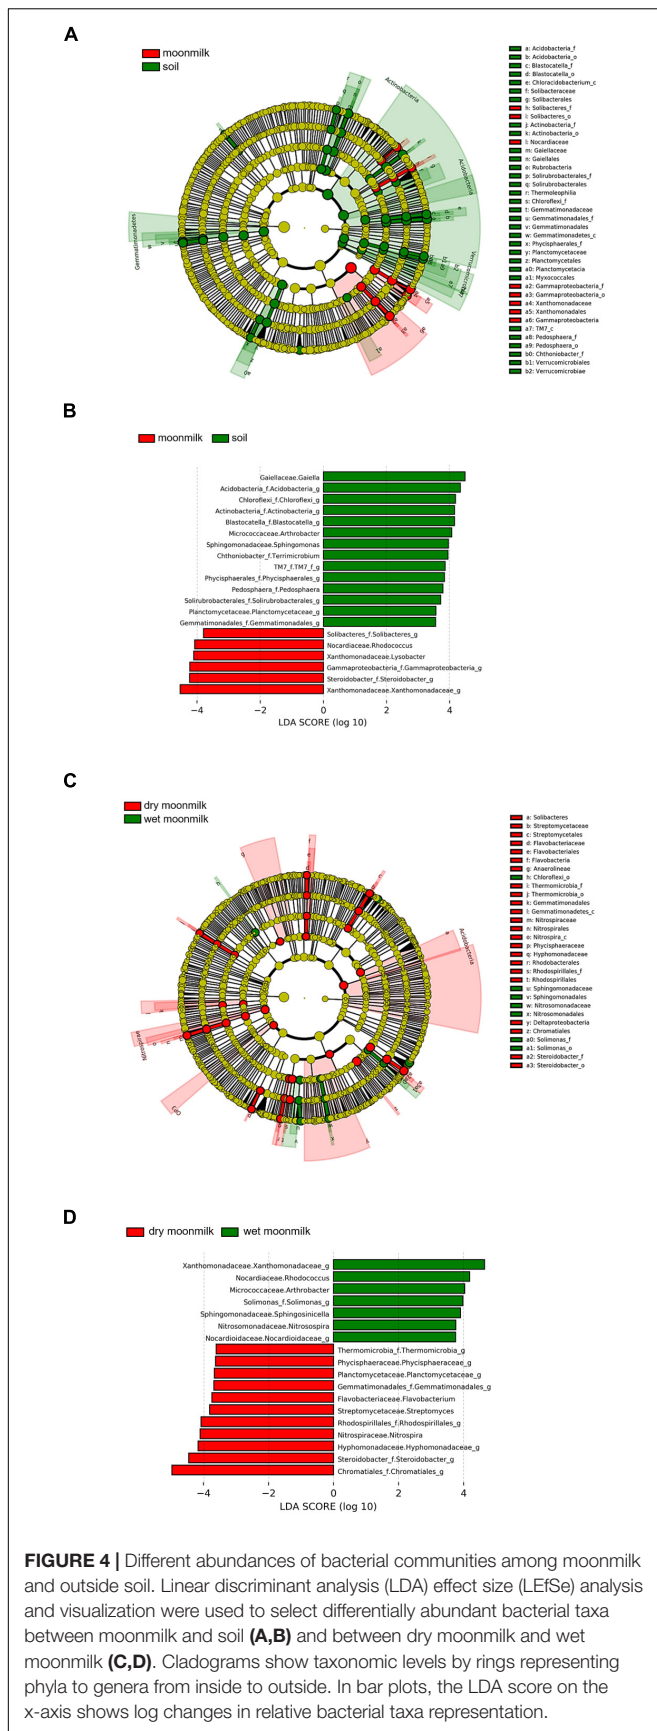 A
moonmilk
soil
Actinobacteria
Acidobacteria
Verrucomicrobia
Gemmatimonadetes
a: Acidobacteria_f
b: Acidobacteria_o
c: Blastocatella_f
d: Blastocatella_o
e: Chloracidobacterium_c
f: Solibacteraceae
g: Solibacterales
h: Solibacteres_f
i: Solibacteres_o
j: Actinobacteria_f
k: Actinobacteria_o
l: Nocardiaceae
m: Gaiellaceae
n: Gaiellales
o: Rubrobacteria
p: Solirubrobacterales_f
q: Solirubrobacterales
r: Thermoleophilia
s: Chloroflexi_f
t: Gemmatimonadaceae
u: Gemmatimonadales_f
v: Gemmatimonadales
w: Gemmatimonadetes_c
x: Phycisphaerales_f
y: Planctomycetaceae
z: Planctomycetales
a0: Planctomycetacia
a1: Myxococcales
a2: Gammaproteobacteria_f
a3: Gammaproteobacteria_o
a4: Xanthomonadaceae
a5: Xanthomonadales
a6: Gammaproteobacteria
a7: TM7_c
a8: Pedosphaera_f
a9: Pedosphaera_o
b0: Chthoniobacter_f
b1: Verrucomicrobiales
b2: Verrucomicrobiae
B
moonmilk soil
Gaiellaceae.Gaiella
Acidobacteria_f.Acidobacteria_g
Chloroflexi_f.Chloroflexi_g
Actinobacteria_f.Actinobacteria_g
Blastocatella_f.Blastocatella_g
Micrococcaceae.Arthrobacter
Sphingomonadaceae.Sphingomonas
Chthoniobacter_f.Terrimicrobium
TM7_f.TM7_f_g
Phycisphaerales_f.Phycisphaerales_g
Pedosphaera_f.Pedosphaera
Solirubrobacterales_f.Solirubrobacterales_g
Planctomycetaceae.Planctomycetaceae_g
Gemmatimonadales_f.Gemmatimonadales_g
Solibacteres_f.Solibacteres_g
Nocardiaceae.Rhodococcus
Xanthomonadaceae.Lysobacter
Gammaproteobacteria_f.Gammaproteobacteria_g
Steroidobacter_f.Steroidobacter_g
Xanthomonadaceae.Xanthomonadaceae_g
−4 −2 0 2 4
LDA SCORE (log 10)
C
dry moonmilk
wet moonmilk
Acidobacteria
Nitrospirae
a: Solibacteres
b: Streptomycetaceae
c: Streptomycetales
d: Flavobacteriaceae
e: Flavobacteriales
f: Flavobacteria
g: Anaerolineae
h: Chloroflexi_o
i: Thermomicrobia_f
j: Thermomicrobia_o
k: Gemmatimonadales
l: Gemmatimonadetes_c
m: Nitrospiraceae
n: Nitrospirales
o: Nitrospira_c
p: Phycisphaeraceae
q: Hyphomonadaceae
r: Rhodobacterales
s: Rhodospirillales_f
t: Rhodospirillales
u: Sphingomonadaceae
v: Sphingomonadales
w: Nitrosomonadaceae
x: Nitrosomonadales
y: Deltaproteobacteria
z: Chromatiales
a0: Solimonas_f
a1: Solimonas_o
a2: Steroidobacter_f
a3: Steroidobacter_o
D
dry moonmilk wet moonmilk
Xanthomonadaceae.Xanthomonadaceae_g
Nocardiaceae.Rhodococcus
Micrococcaceae.Arthrobacter
Solimonas_f.Solimonas_g
Sphingomonadaceae.Sphingosinicella
Nitrosomonadaceae.Nitrosospira
Nocardioidaceae.Nocardioidaceae_g
Thermomicrobia_f.Thermomicrobia_g
Phycisphaeraceae.Phycisphaeraceae_g
Planctomycetaceae.Planctomycetaceae_g
Gemmatimonadales_f.Gemmatimonadales_g
Flavobacteriaceae.Flavobacterium
Streptomycetaceae.Streptomyces
Rhodospirillales_f.Rhodospirillales_g
Nitrospiraceae.Nitrospira
Hyphomonadaceae.Hyphomonadaceae_g
Steroidobacter_f.Steroidobacter_g
Chromatiales_f.Chromatiales_g
−4 −2 0 2 4
LDA SCORE (log 10)
FIGURE 4 | Different abundances of bacterial communities among moonmilk
and outside soil. Linear discriminant analysis (LDA) effect size (LEfSe) analysis
and visualization were used to select differentially abundant bacterial taxa
between moonmilk and soil (A,B) and between dry moonmilk and wet
moonmilk (C,D). Cladograms show taxonomic levels by rings representing
phyla to genera from inside to outside. In bar plots, the LDA score on the
x-axis shows log changes in relative bacterial taxa representation.